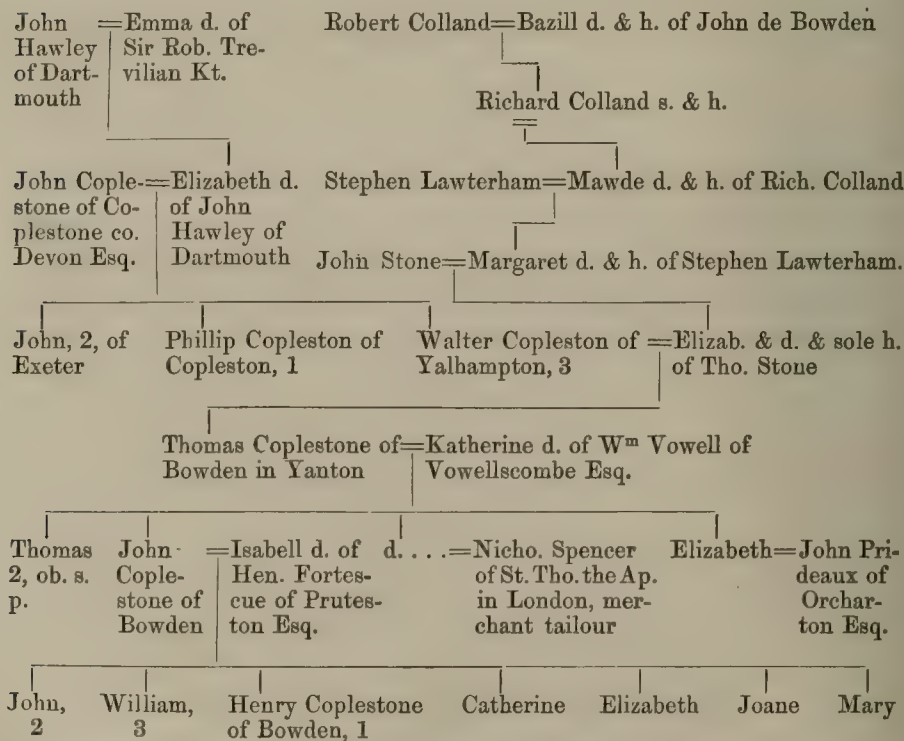 John = Emma d. of Robert Colland = Bazill d. & h. of John de Bowden
Hawley Sir Rob. Tre-
of Dart- vilian Kt.
mouth
Richard Colland s. & h.
=
John Cople- = Elizabeth d. Stephen Lawterham = Mawde d. & h. of Rich. Colland
stone of Co- of John
plestone co. Hawley of
Devon Esq. Dartmouth John Stone = Margaret d. & h. of Stephen Lawterham.
John, 2, of Phillip Copleston of Walter Copleston of = Elizab. & d. & sole h.
Exeter Copleston, 1 Yalhampton, 3 of Tho. Stone
Thomas Coplestone of = Katherine d. of Wm Vowell of
Bowden in Yanton Vowellscombe Esq.
Thomas John = Isabell d. of d. . . . = Nicho. Spencer Elizabeth = John Pri-
2, ob. s. Cople- Hen. Fortes- of St. Tho. the Ap. deaux of
p. stone of cue of Prutes- in London, mer- Orchar-
Bowden ton Esq. chant tailour ton Esq.
John, William, Henry Coplestone Catherine Elizabeth Joane Mary
2 3 of Bowden, 1